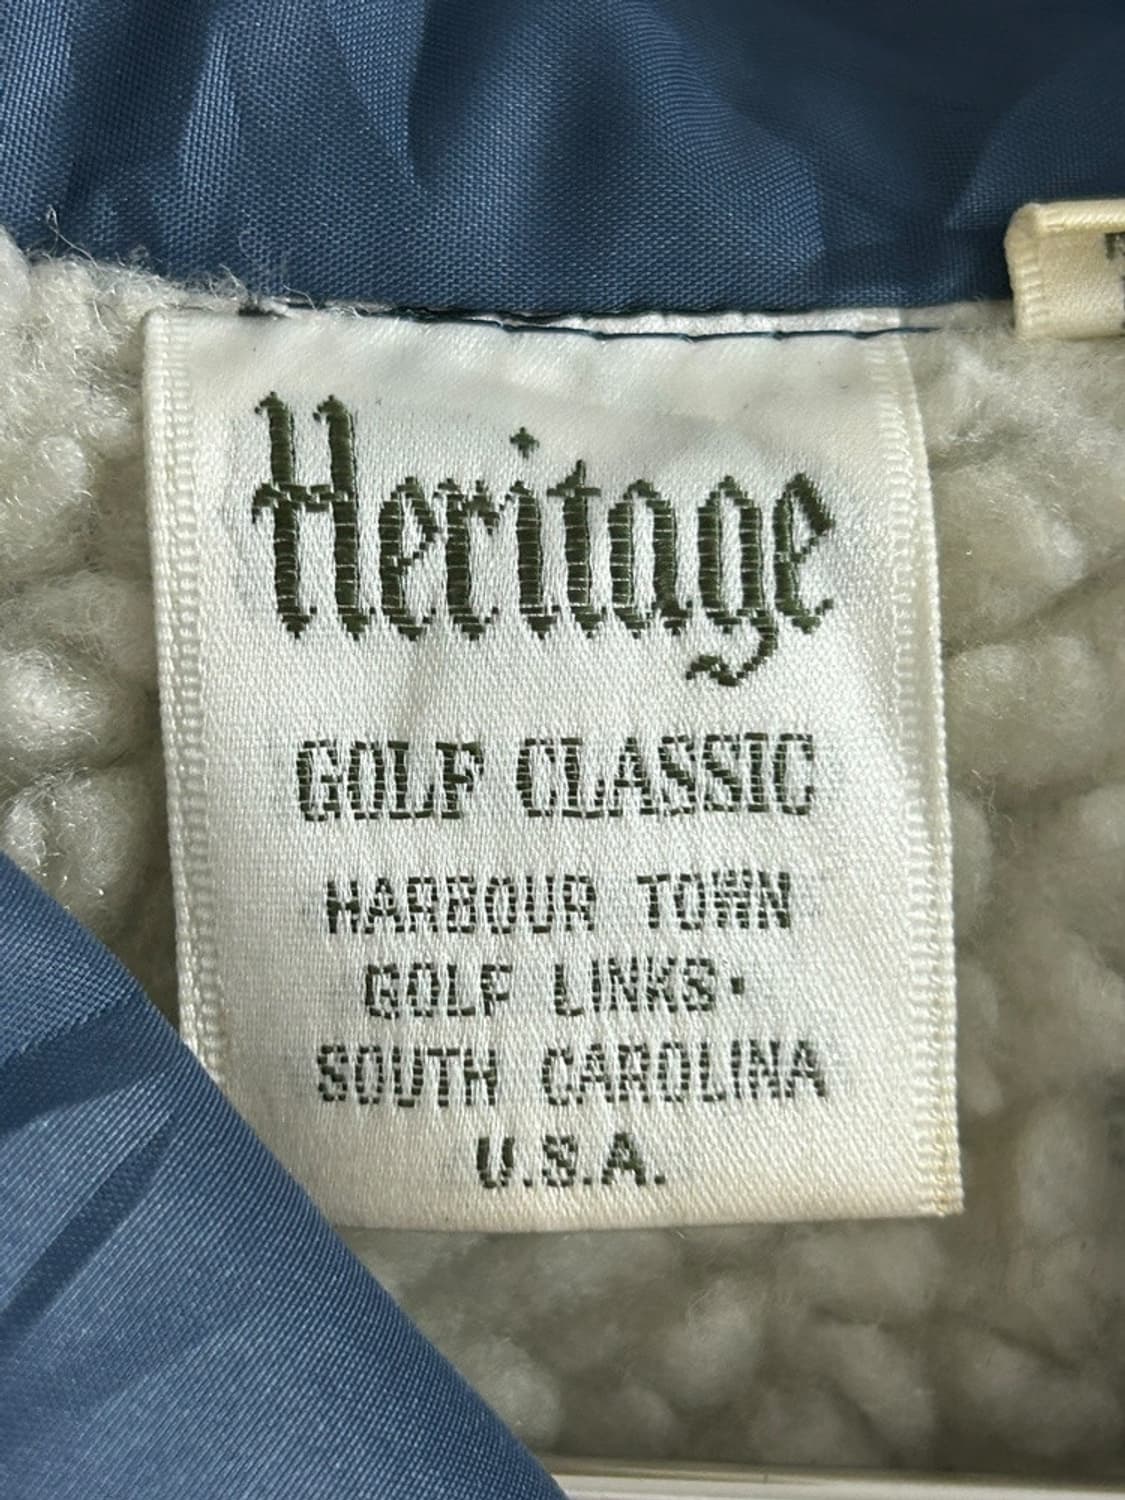 Heritage
GOLF CLASSIC
HARBOUR TOWN
GOLF LINKS·
SOUTH CAROLINA
U.S.A.